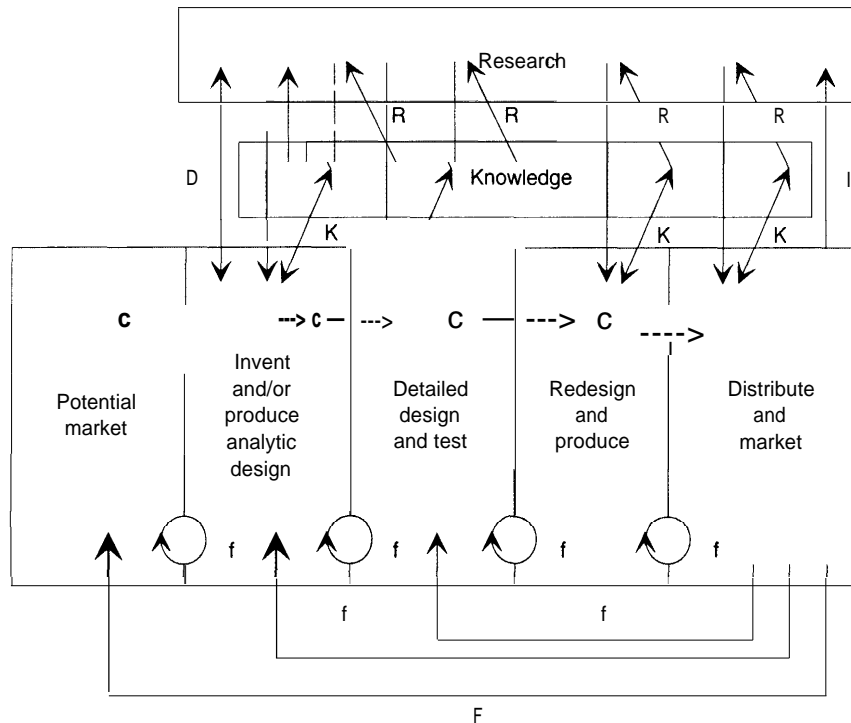 Research
R R R R
D Knowledge I
K K K
C ---> C — ---> C — ---> C ---->
Potential
market
Invent
and/or
produce
analytic
design
Detailed
design
and test
Redesign
and
produce
Distribute
and
market
f f f f
f f
F